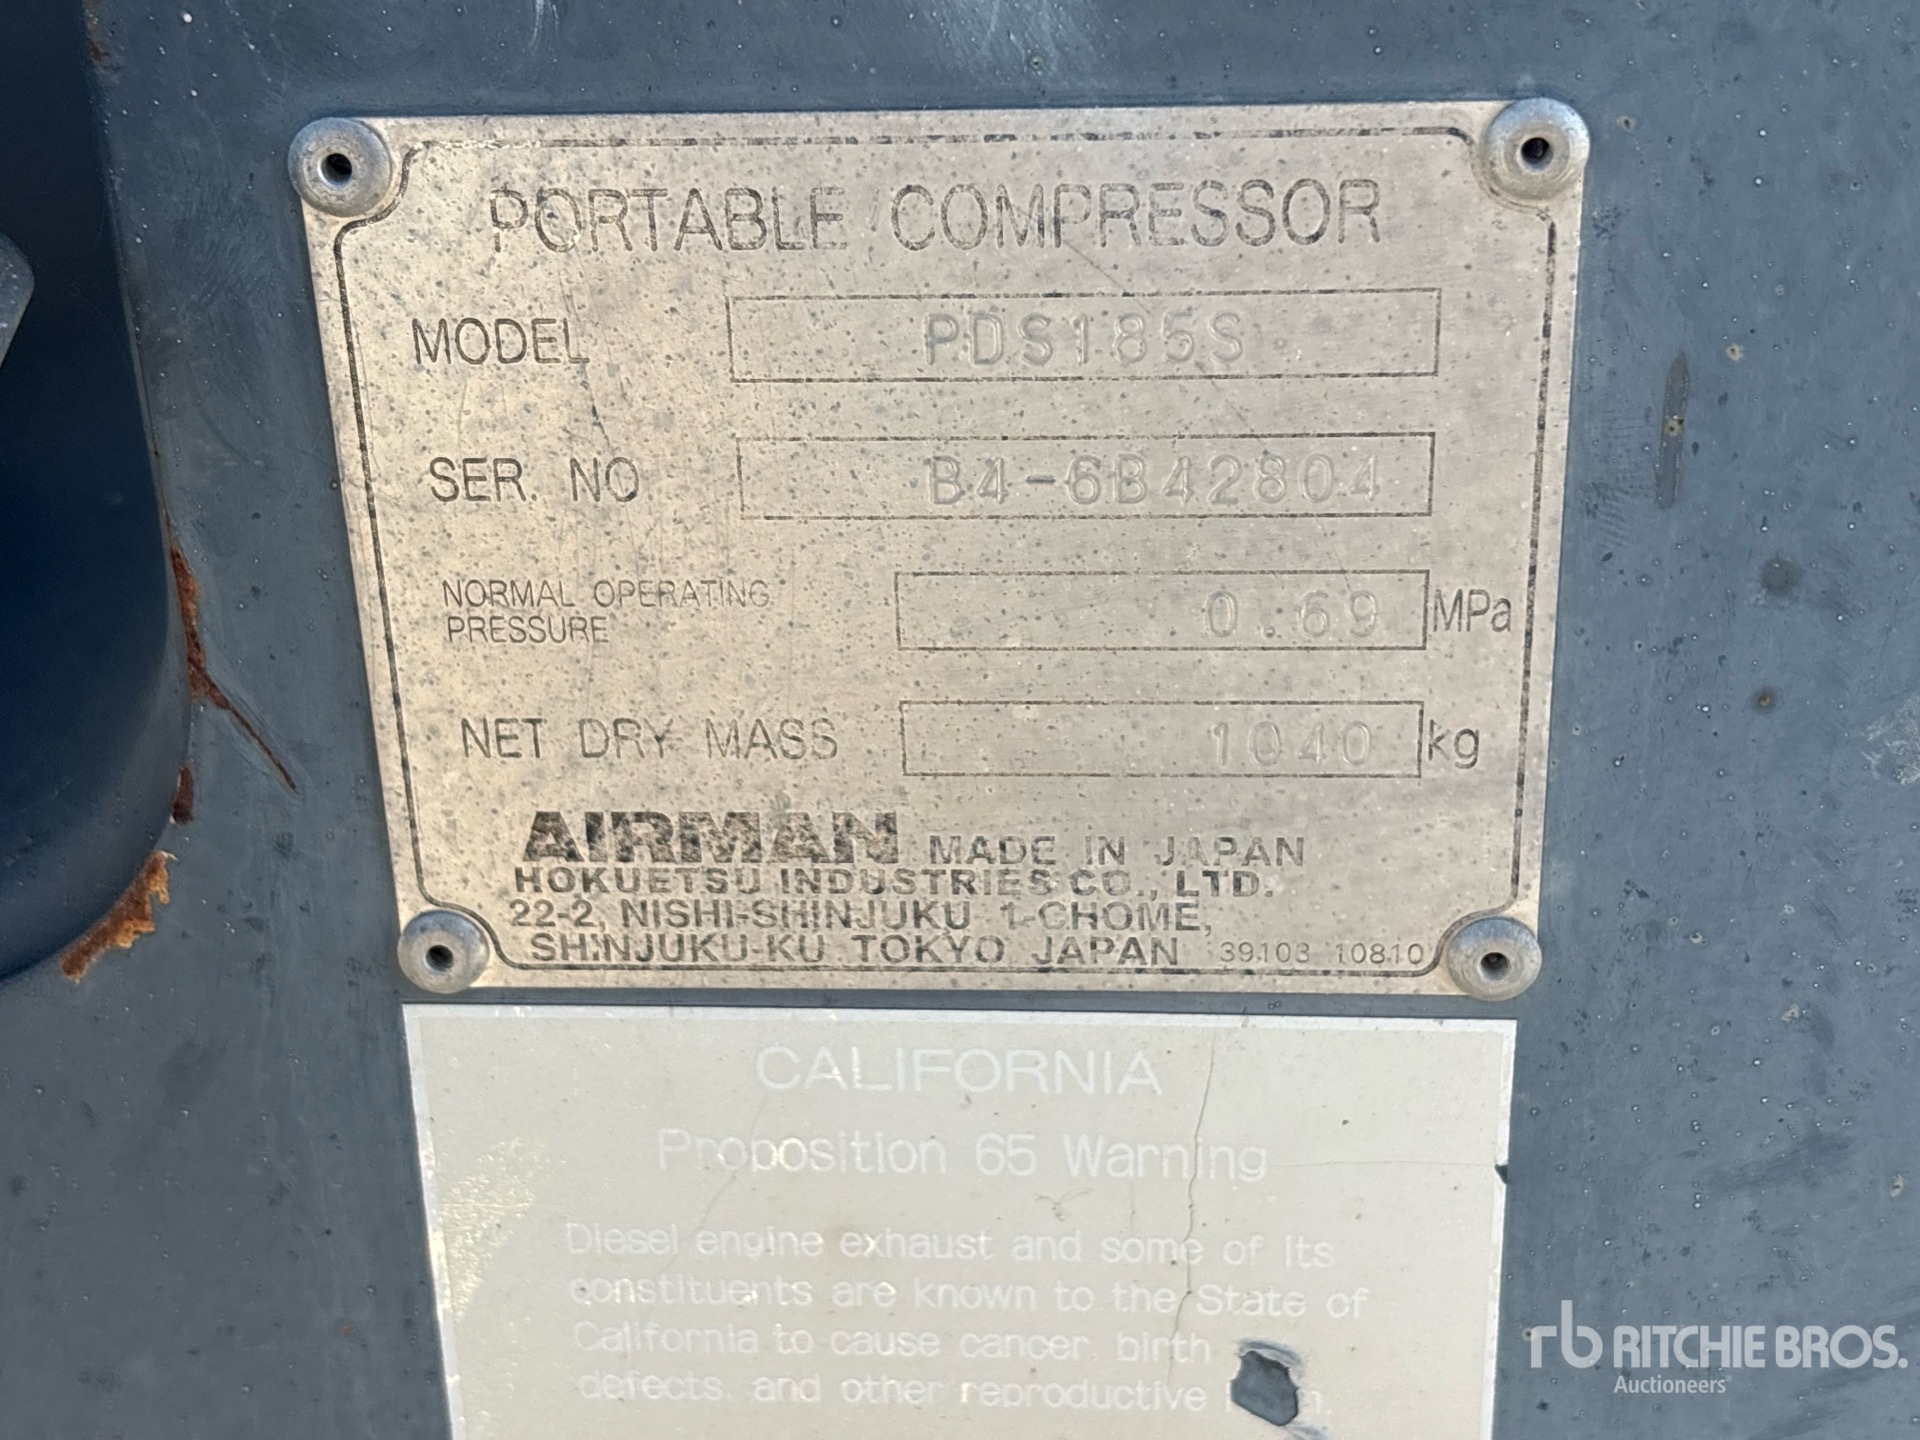 PORTABLE COMPRESSOR
MODEL PDS185S
SER. NO. B4-6B42804
NORMAL OPERATING
PRESSURE 0.69 MPa
NET DRY MASS 1040 kg
AIRMAN MADE IN JAPAN
HOKUETSU INDUSTRIES CO., LTD.
22-2, NISHI-SHINJUKU 1-CHOME,
SHINJUKU-KU TOKYO JAPAN 39103 10810
CALIFORNIA
Proposition 65 Warning
Diesel engine exhaust and some of its
constituents are known to the State of
California to cause cancer, birth
defects, and other reproductive
rb RITCHIE BROS.
Auctioneers